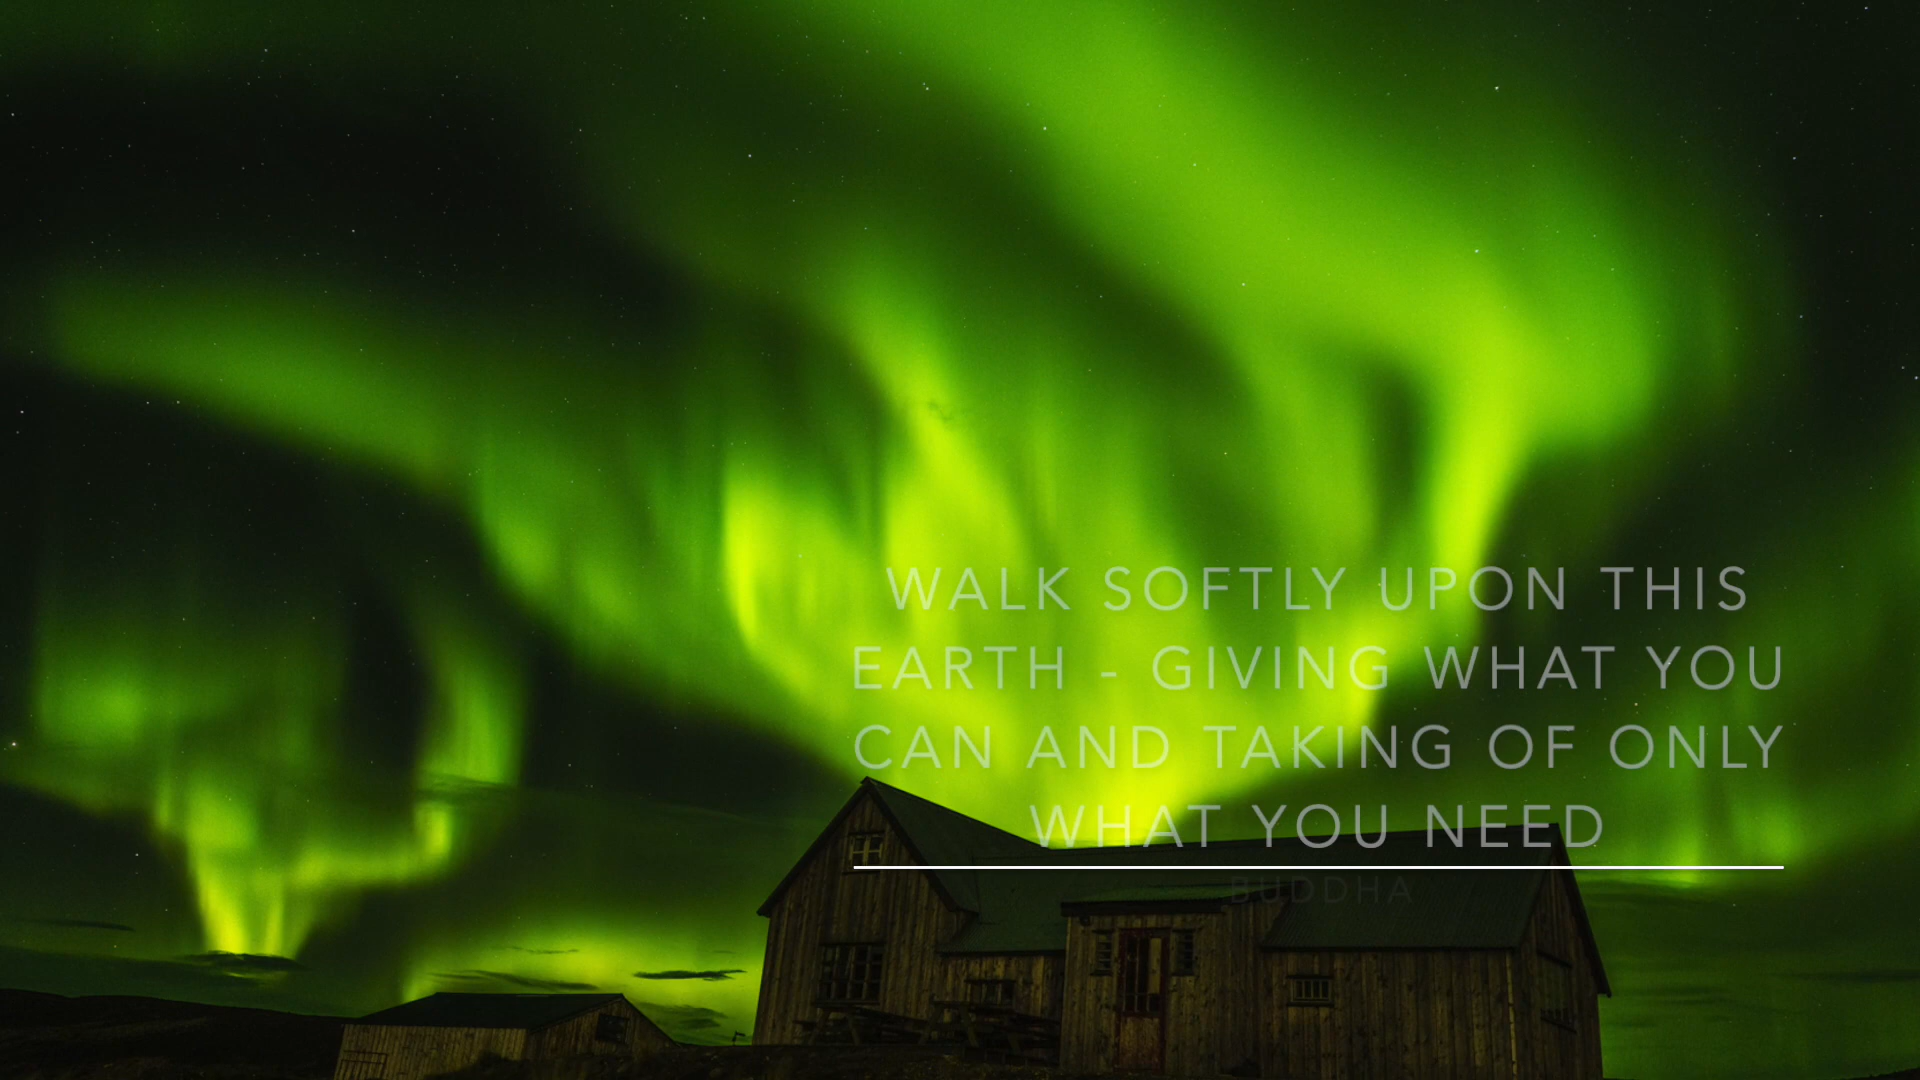 WALK SOFTLY UPON THIS
EARTH - GIVING WHAT YOU
CAN AND TAKING OF ONLY
WHAT YOU NEED
BUDDHA